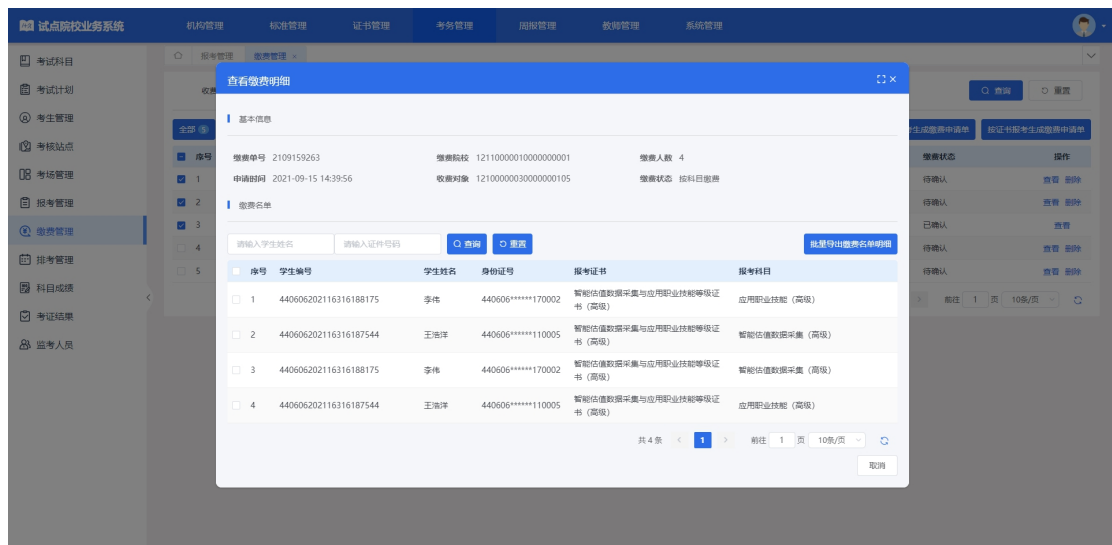 试点院校业务系统 机构管理 标准管理 证书管理 考务管理 周报管理 教师管理 系统管理
考试科目
考试计划
考生管理
考核站点
考场管理
报考管理
缴费管理
排考管理
科目成绩
考证结果
监考人员
报考管理 缴费管理 ×
收费
查询 重置
全部 5
生成缴费申请单 按证书报考生成缴费申请单
序号 缴费状态 操作
1 待确认 查看 删除
2 待确认 查看 删除
3 已确认 查看
4 待确认 查看 删除
5 待确认 查看 删除
前往 1 页 10条/页
查看缴费明细
基本信息
缴费单号 2109159263 缴费院校 12110000010000000001 缴费人数 4
申请时间 2021-09-15 14:39:56 收费对象 12100000030000000105 缴费状态 按科目缴费
缴费名单
请输入学生姓名 请输入证件号码 查询 重置 批量导出缴费名单明细
序号 学生编号 学生姓名 身份证号 报考证书 报考科目
1 440606202116316188175 李伟 440606******170002 智能估值数据采集与应用职业技能等级证书（高级） 应用职业技能（高级）
2 440606202116316187544 王浩洋 440606******110005 智能估值数据采集与应用职业技能等级证书（高级） 智能估值数据采集（高级）
3 440606202116316188175 李伟 440606******170002 智能估值数据采集与应用职业技能等级证书（高级） 智能估值数据采集（高级）
4 440606202116316187544 王浩洋 440606******110005 智能估值数据采集与应用职业技能等级证书（高级） 应用职业技能（高级）
共 4 条 1 前往 1 页 10条/页
取消